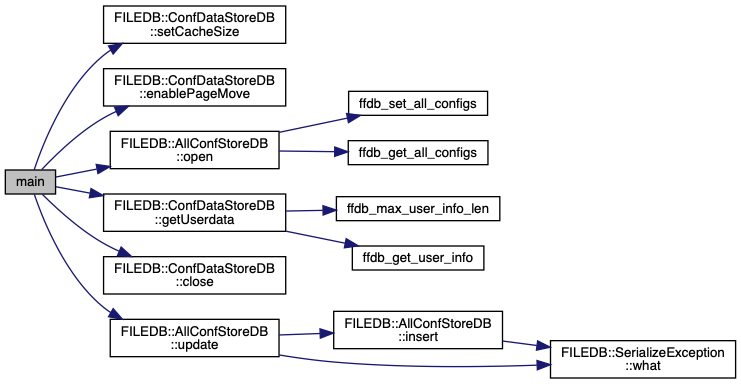 main
FILEDB::ConfDataStoreDB
::setCacheSize
FILEDB::ConfDataStoreDB
::enablePageMove
FILEDB::AllConfStoreDB
::open
ffdb_set_all_configs
ffdb_get_all_configs
FILEDB::ConfDataStoreDB
::getUserdata
ffdb_max_user_info_len
ffdb_get_user_info
FILEDB::ConfDataStoreDB
::close
FILEDB::AllConfStoreDB
::update
FILEDB::AllConfStoreDB
::insert
FILEDB::SerializeException
::what